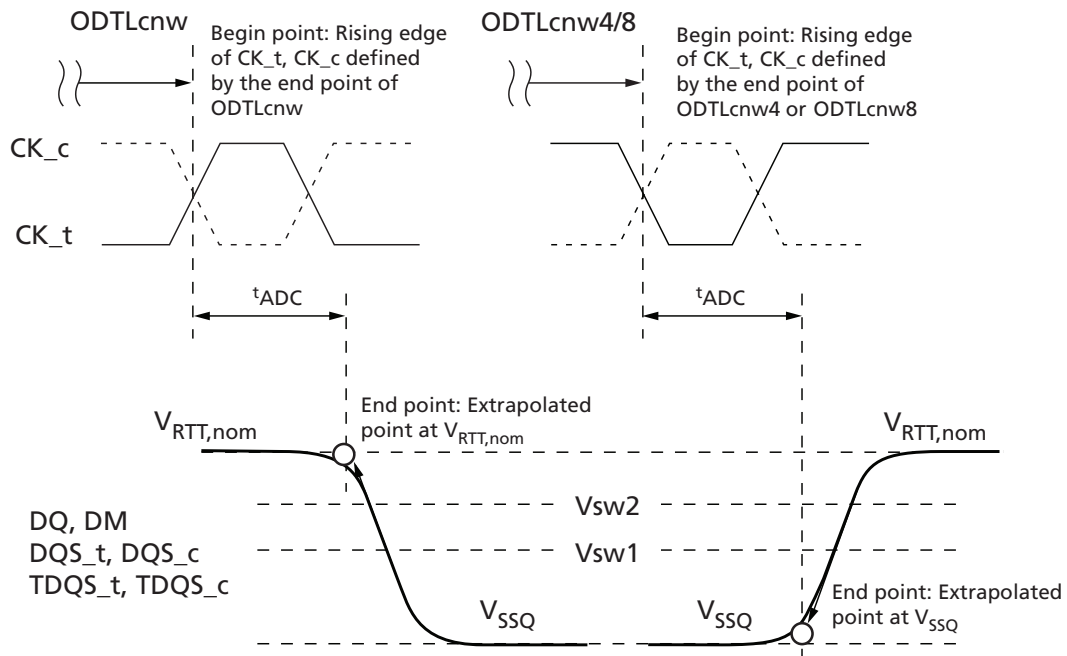 ODTLcnw
Begin point: Rising edge
of CK_t, CK_c defined
by the end point of
ODTLcnw
ODTLcnw4/8
Begin point: Rising edge
of CK_t, CK_c defined
by the end point of
ODTLcnw4 or ODTLcnw8
CK_c
CK_t
tADC
tADC
VRTT,nom
End point: Extrapolated
point at VRTT,nom
VRTT,nom
Vsw2
Vsw1
DQ, DM
DQS_t, DQS_c
TDQS_t, TDQS_c
VSSQ
VSSQ
End point: Extrapolated
point at VSSQ